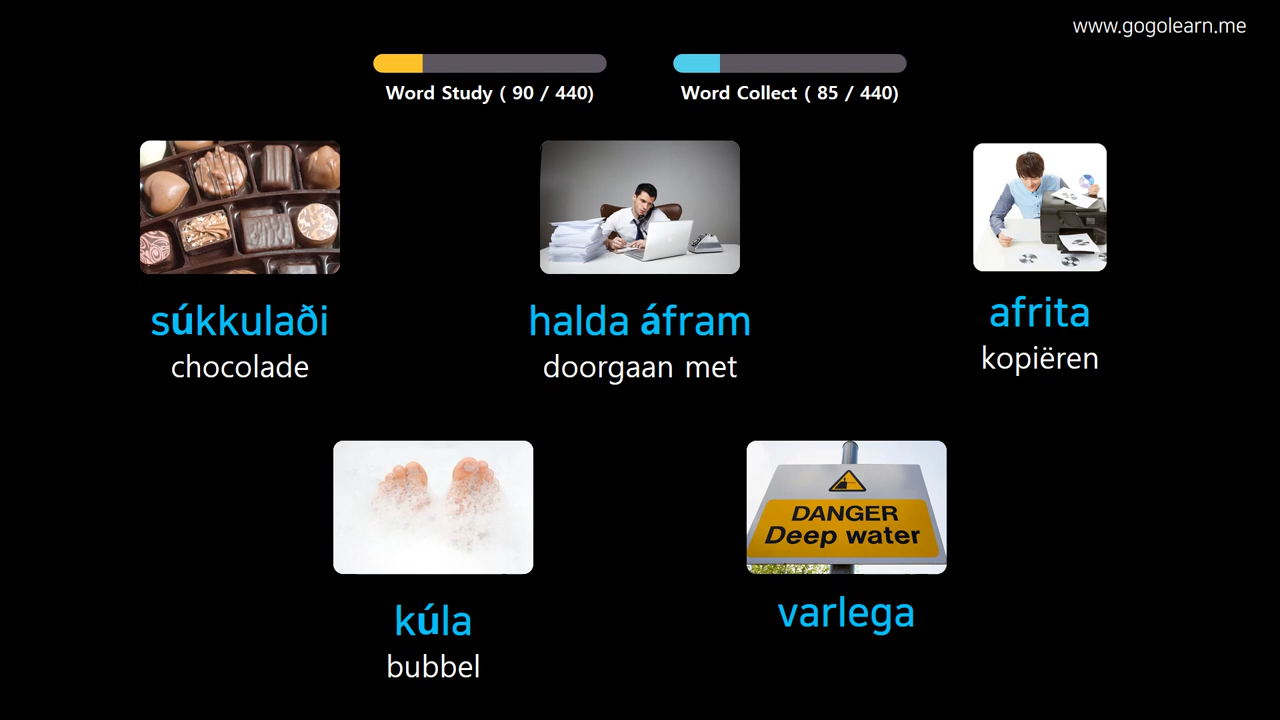 www.gogolearn.me
Word Study ( 90 / 440)
Word Collect ( 85 / 440)
súkkulaði
chocolade
halda áfram
doorgaan met
afrita
kopiëren
DANGER
Deep water
kúla
bubbel
varlega